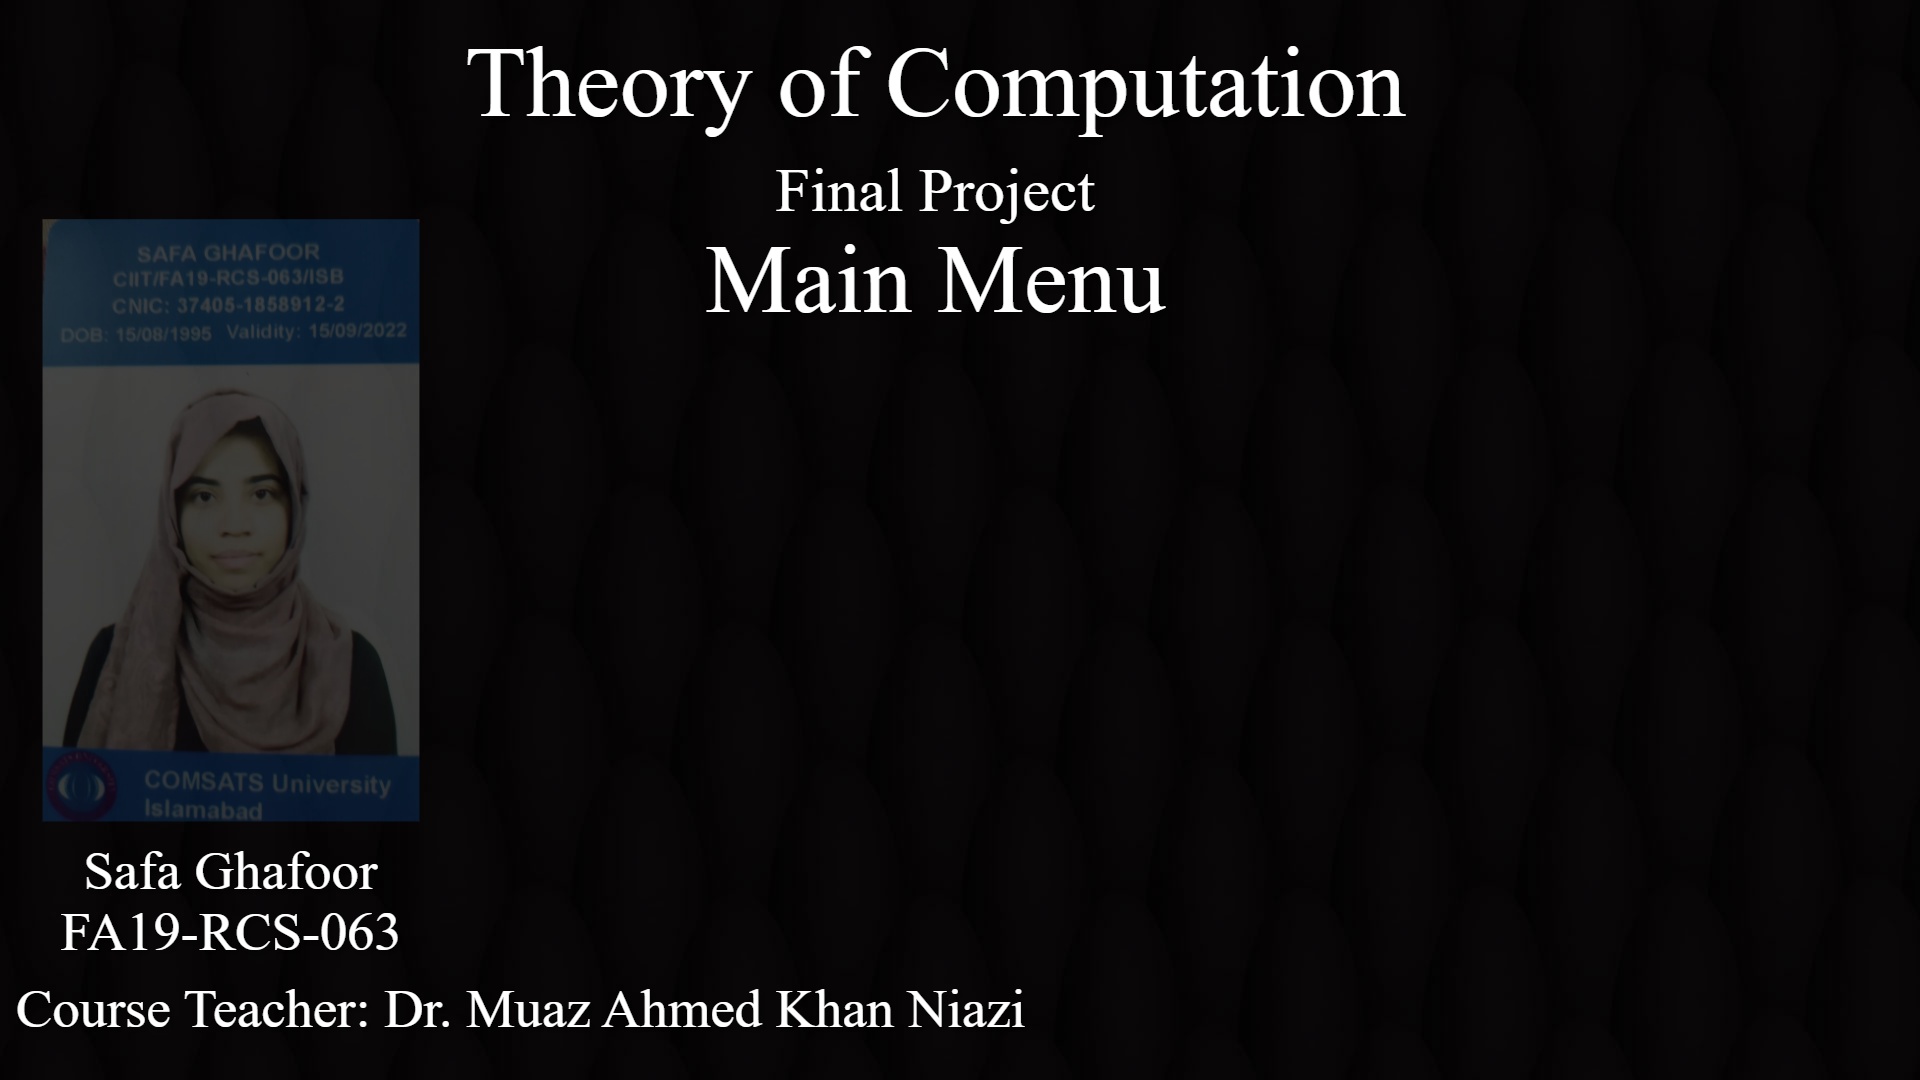 Theory of Computation
Final Project
Main Menu
SAFA GHAFOOR
CIIT/FA19-RCS-063/ISB
CNIC: 37405-1858912-2
DOB: 15/08/1995 Validity: 15/09/2022
COMSATS University
Islamabad
Safa Ghafoor
FA19-RCS-063
Course Teacher: Dr. Muaz Ahmed Khan Niazi